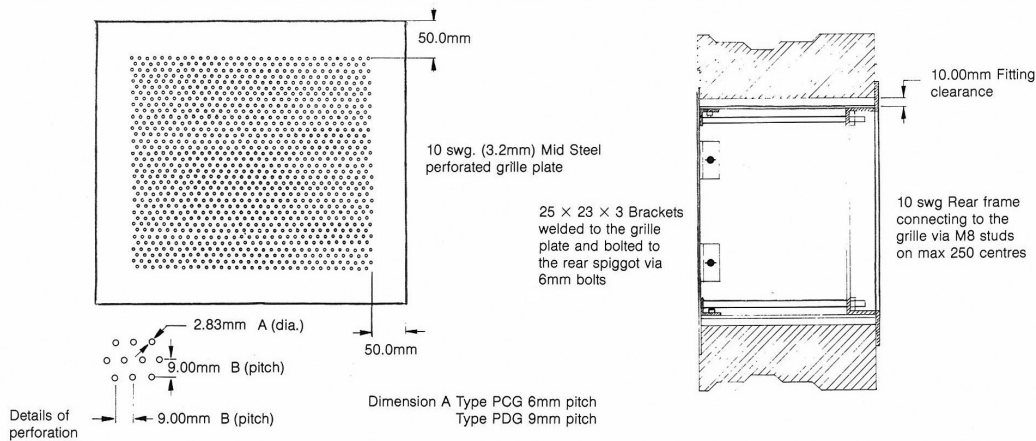 50.0mm
10 swg. (3.2mm) Mid Steel
perforated grille plate
2.83mm A (dia.)
9.00mm B (pitch)
50.0mm
Details of
perforation
9.00mm B (pitch)
Dimension A Type PCG 6mm pitch
Type PDG 9mm pitch
25 × 23 × 3 Brackets
welded to the grille
plate and bolted to
the rear spiggot via
6mm bolts
10.00mm Fitting
clearance
10 swg Rear frame
connecting to the
grille via M8 studs
on max 250 centres